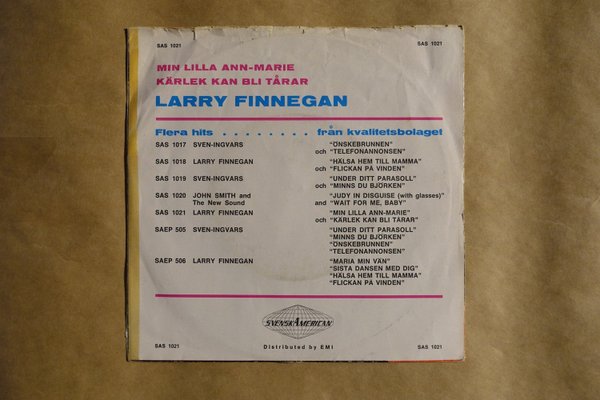 SAS 1021 SAS 1021
MIN LILLA ANN-MARIE
KÄRLEK KAN BLI TÅRAR
LARRY FINNEGAN
Flera hits . . . . . . . . från kvalitetsbolaget
SAS 1017 SVEN-INGVARS "ÖNSKEBRUNNEN"
och "TELEFONANNONSEN"
SAS 1018 LARRY FINNEGAN "HÄLSA HEM TILL MAMMA"
och "FLICKAN PÅ VINDEN"
SAS 1019 SVEN-INGVARS "UNDER DITT PARASOLL"
och "MINNS DU BJÖRKEN"
SAS 1020 JOHN SMITH and "JUDY IN DISGUISE (with glasses)"
The New Sound and "WAIT FOR ME, BABY"
SAS 1021 LARRY FINNEGAN "MIN LILLA ANN-MARIE"
och "KÄRLEK KAN BLI TÅRAR"
SAEP 505 SVEN-INGVARS "UNDER DITT PARASOLL"
"MINNS DU BJÖRKEN"
"ÖNSKEBRUNNEN"
"TELEFONANNONSEN"
SAEP 506 LARRY FINNEGAN "MARIA MIN VÄN"
"SISTA DANSEN MED DIG"
"HÄLSA HEM TILL MAMMA"
"FLICKAN PÅ VINDEN"
SVENSKAMERICAN
SAS 1021 Distributed by EMI SAS 1021